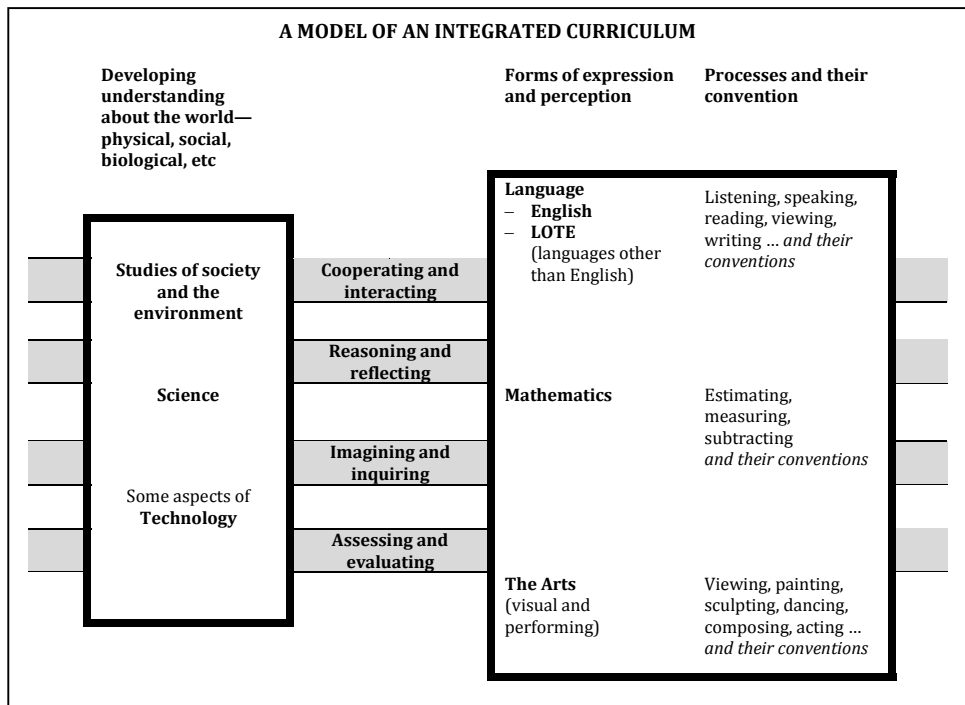 A MODEL OF AN INTEGRATED CURRICULUM
Developing
understanding
about the world—
physical, social,
biological, etc
Forms of expression
and perception
Processes and their
convention
Studies of society
and the
environment
Science
Some aspects of
Technology
Cooperating and
interacting
Reasoning and
reflecting
Imagining and
inquiring
Assessing and
evaluating
Language
– English
– LOTE
(languages other
than English)
Listening, speaking,
reading, viewing,
writing … and their
conventions
Mathematics
Estimating,
measuring,
subtracting
and their conventions
The Arts
(visual and
performing)
Viewing, painting,
sculpting, dancing,
composing, acting …
and their conventions